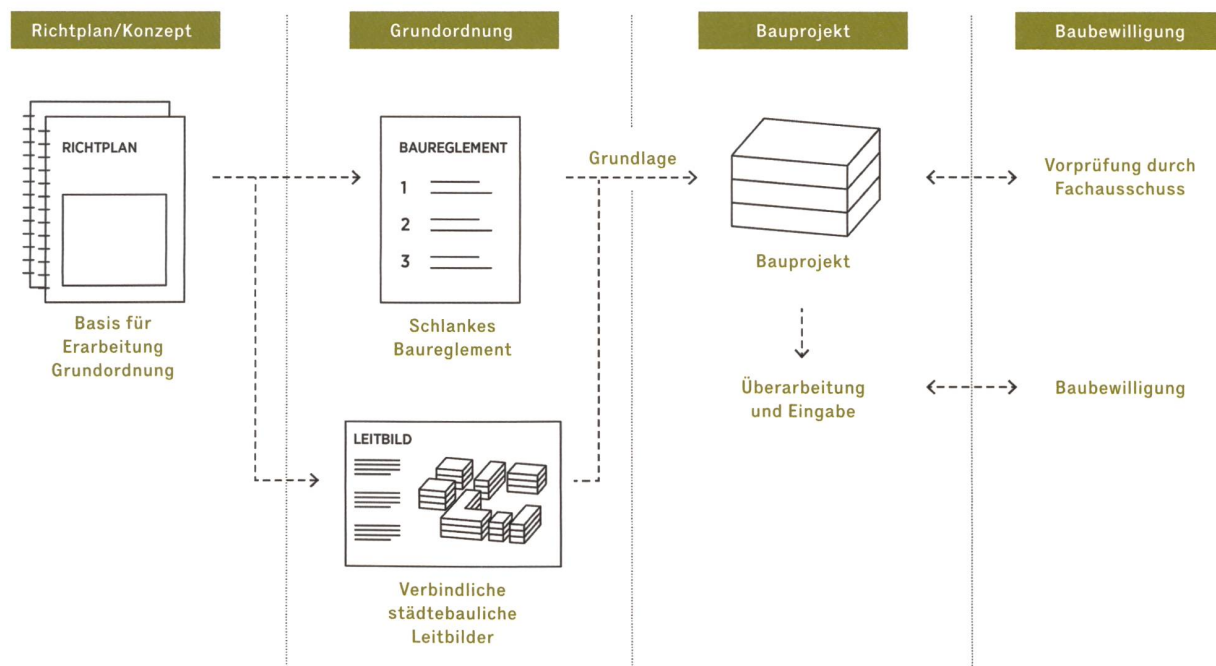 Richtplan/Konzept
Grundordnung
Bauprojekt
Baubewilligung
RICHTPLAN
Basis für
Erarbeitung
Grundordnung
BAUREGLEMENT
1
2
3
Schlankes
Baureglement
LEITBILD
Verbindliche
städtebauliche
Leitbilder
Grundlage
Bauprojekt
Überarbeitung
und Eingabe
Vorprüfung durch
Fachausschuss
Baubewilligung